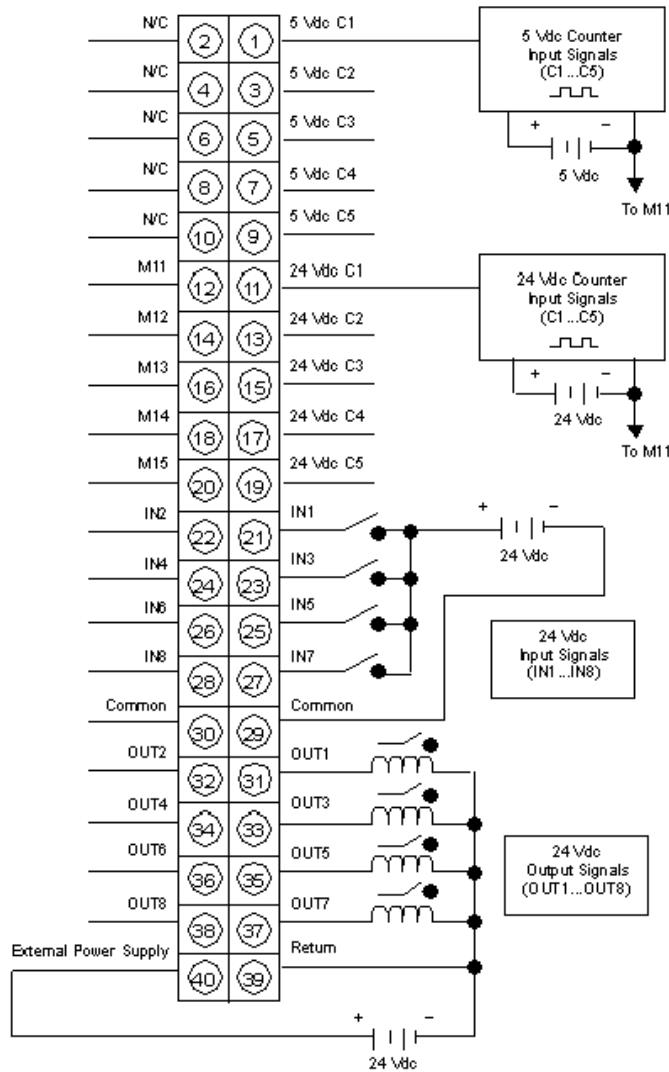 N/C 2 1 5 Vdc C1
N/C 4 3 5 Vdc C2
N/C 6 5 5 Vdc C3
N/C 8 7 5 Vdc C4
N/C 10 9 5 Vdc C5
M11 12 11 24 Vdc C1
M12 14 13 24 Vdc C2
M13 16 15 24 Vdc C3
M14 18 17 24 Vdc C4
M15 20 19 24 Vdc C5
IN2 22 21 IN1
IN4 24 23 IN3
IN6 26 25 IN5
IN8 28 27 IN7
Common 30 29 Common
OUT2 32 31 OUT1
OUT4 34 33 OUT3
OUT6 36 35 OUT5
OUT8 38 37 OUT7
External Power Supply 40 39 Return
5 Vdc Counter
Input Signals
(C1...C5)
+ −
5 Vdc
To M11
24 Vdc Counter
Input Signals
(C1...C5)
+ −
24 Vdc
To M11
+ −
24 Vdc
24 Vdc
Input Signals
(IN1...IN8)
24 Vdc
Output Signals
(OUT1...OUT8)
+ −
24 Vdc